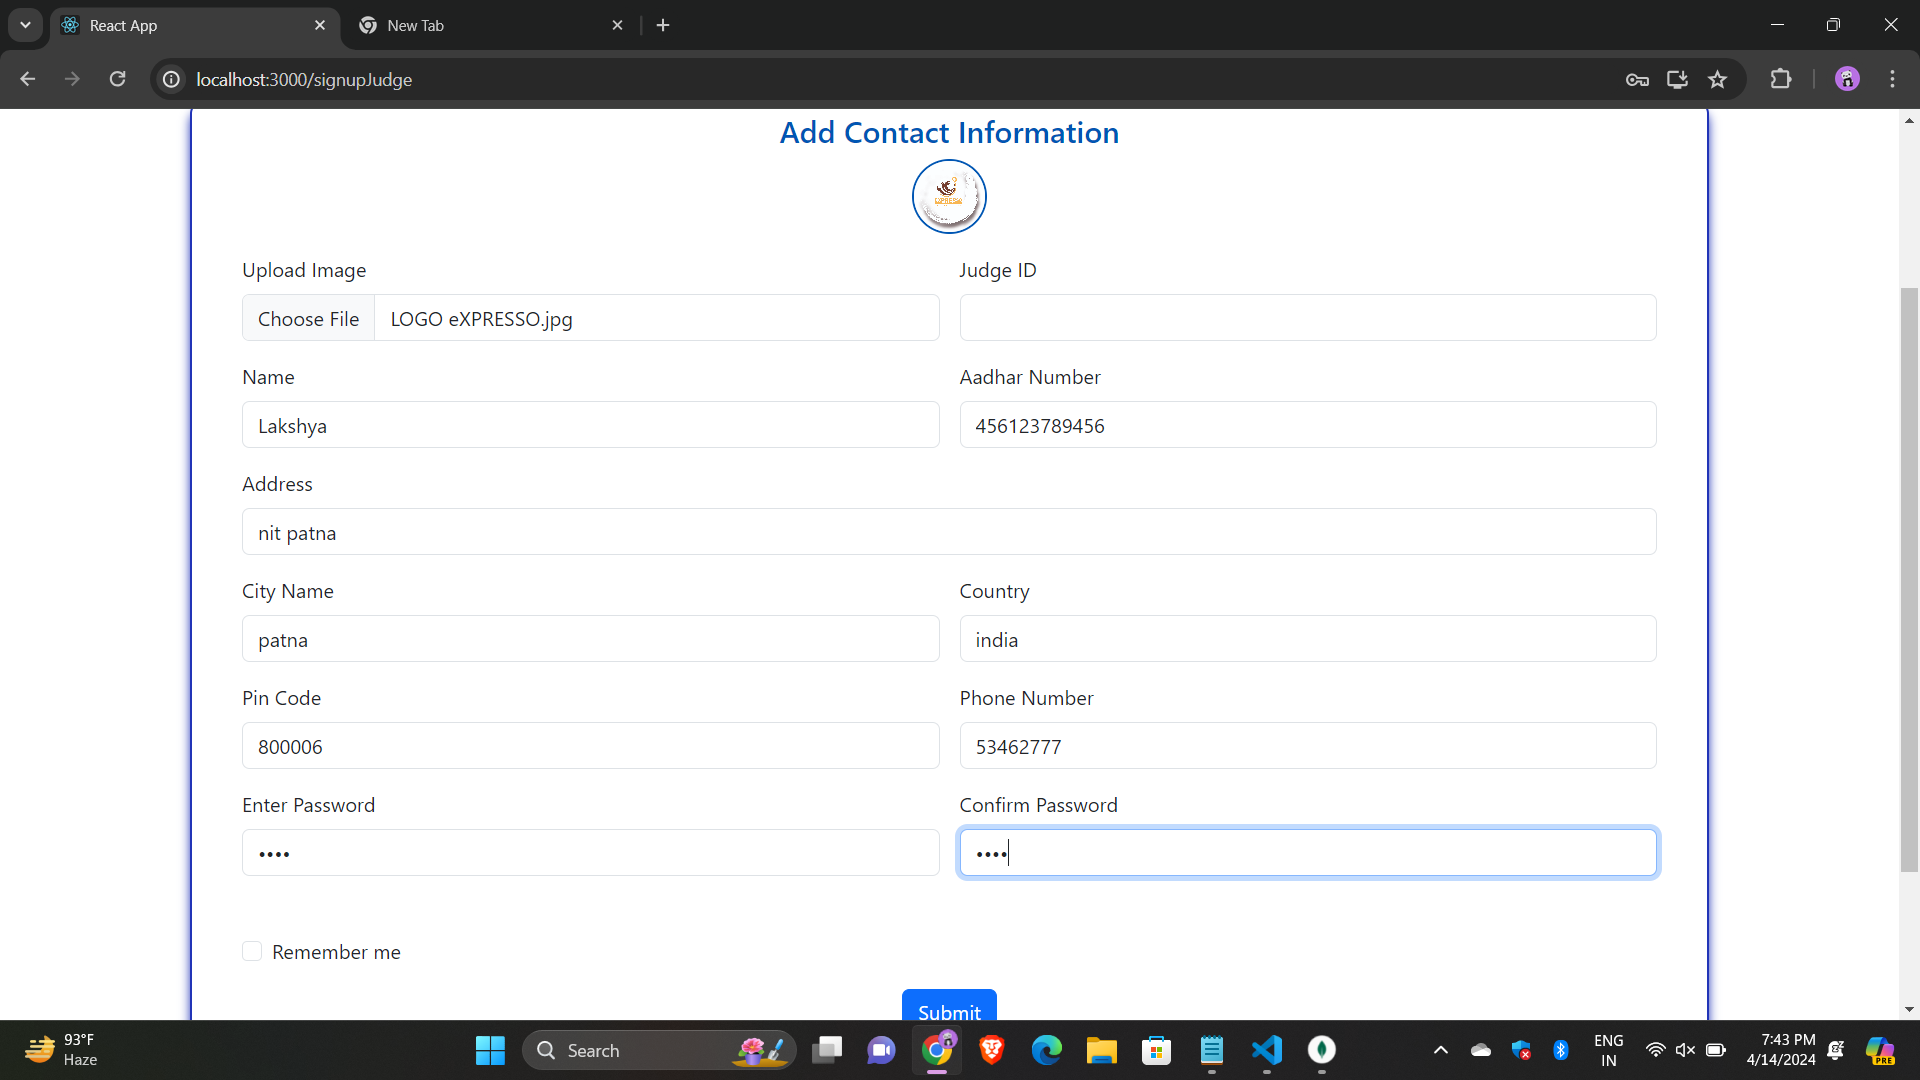 React App
New Tab
localhost:3000/signupJudge
Add Contact Information
EXPRESSO
Upload Image
Judge ID
Choose File
LOGO eXPRESSO.jpg
Name
Aadhar Number
Lakshya
456123789456
Address
nit patna
City Name
Country
patna
india
Pin Code
Phone Number
800006
53462777
Enter Password
Confirm Password
••••
••••
Remember me
Submit
93°F
Haze
Search
ENG
IN
7:43 PM
4/14/2024
PRE